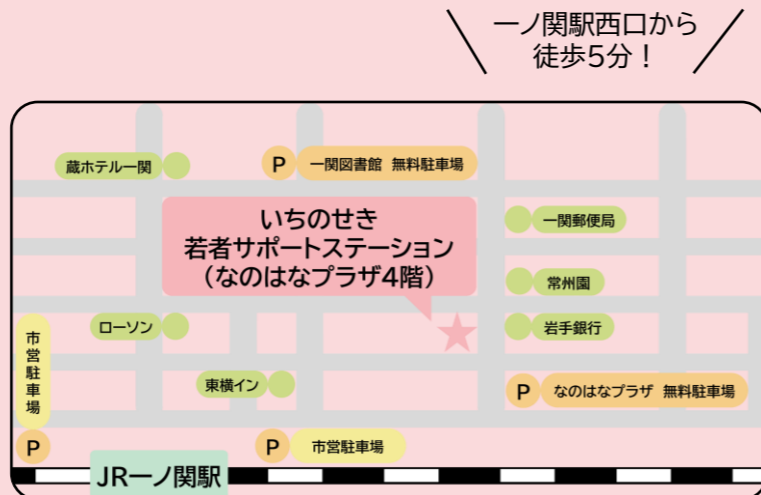 一ノ関駅西口から
徒歩5分！
蔵ホテル一関
P 一関図書館 無料駐車場
いちのせき
若者サポートステーション
（なのはなプラザ4階）
一関郵便局
常州園
ローソン
岩手銀行
市営駐車場
P
東横イン
P なのはなプラザ 無料駐車場
P 市営駐車場
JR一ノ関駅